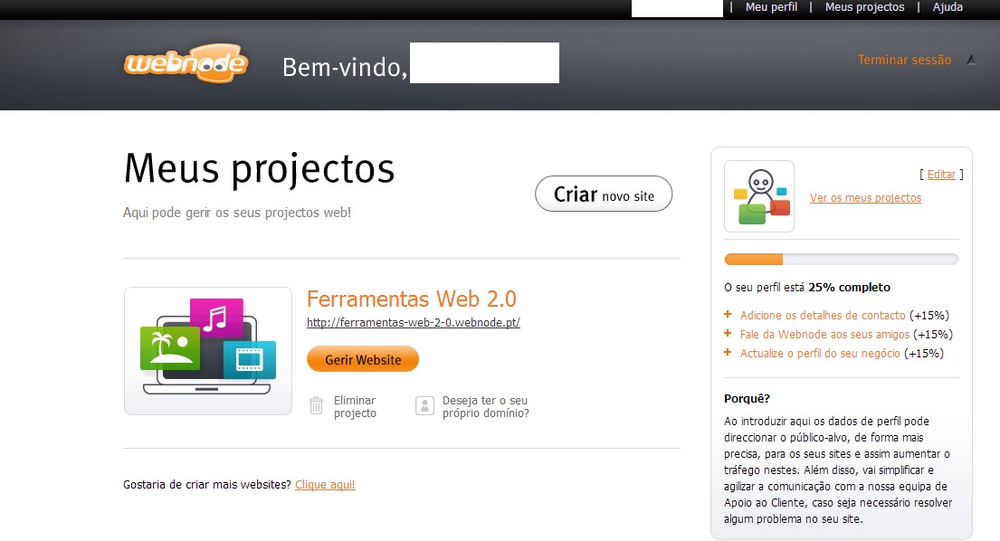 | Meu perfil | Meus projectos | Ajuda
webnode
Bem-vindo,
Terminar sessão
Meus projectos
Criar novo site
Aqui pode gerir os seus projectos web!
Ferramentas Web 2.0
http://ferramentas-web-2-0.webnode.pt/
Gerir Website
Eliminar
projecto
Deseja ter o seu
próprio domínio?
Gostaria de criar mais websites? Clique aqui!
[ Editar ]
Ver os meus projectos
O seu perfil está 25% completo
+ Adicione os detalhes de contacto (+15%)
+ Fale da Webnode aos seus amigos (+15%)
+ Actualize o perfil do seu negócio (+15%)
Porquê?
Ao introduzir aqui os dados de perfil pode
direccionar o público-alvo, de forma mais
precisa, para os seus sites e assim aumentar o
tráfego nestes. Além disso, vai simplificar e
agilizar a comunicação com a nossa equipa de
Apoio ao Cliente, caso seja necessário resolver
algum problema no seu site.